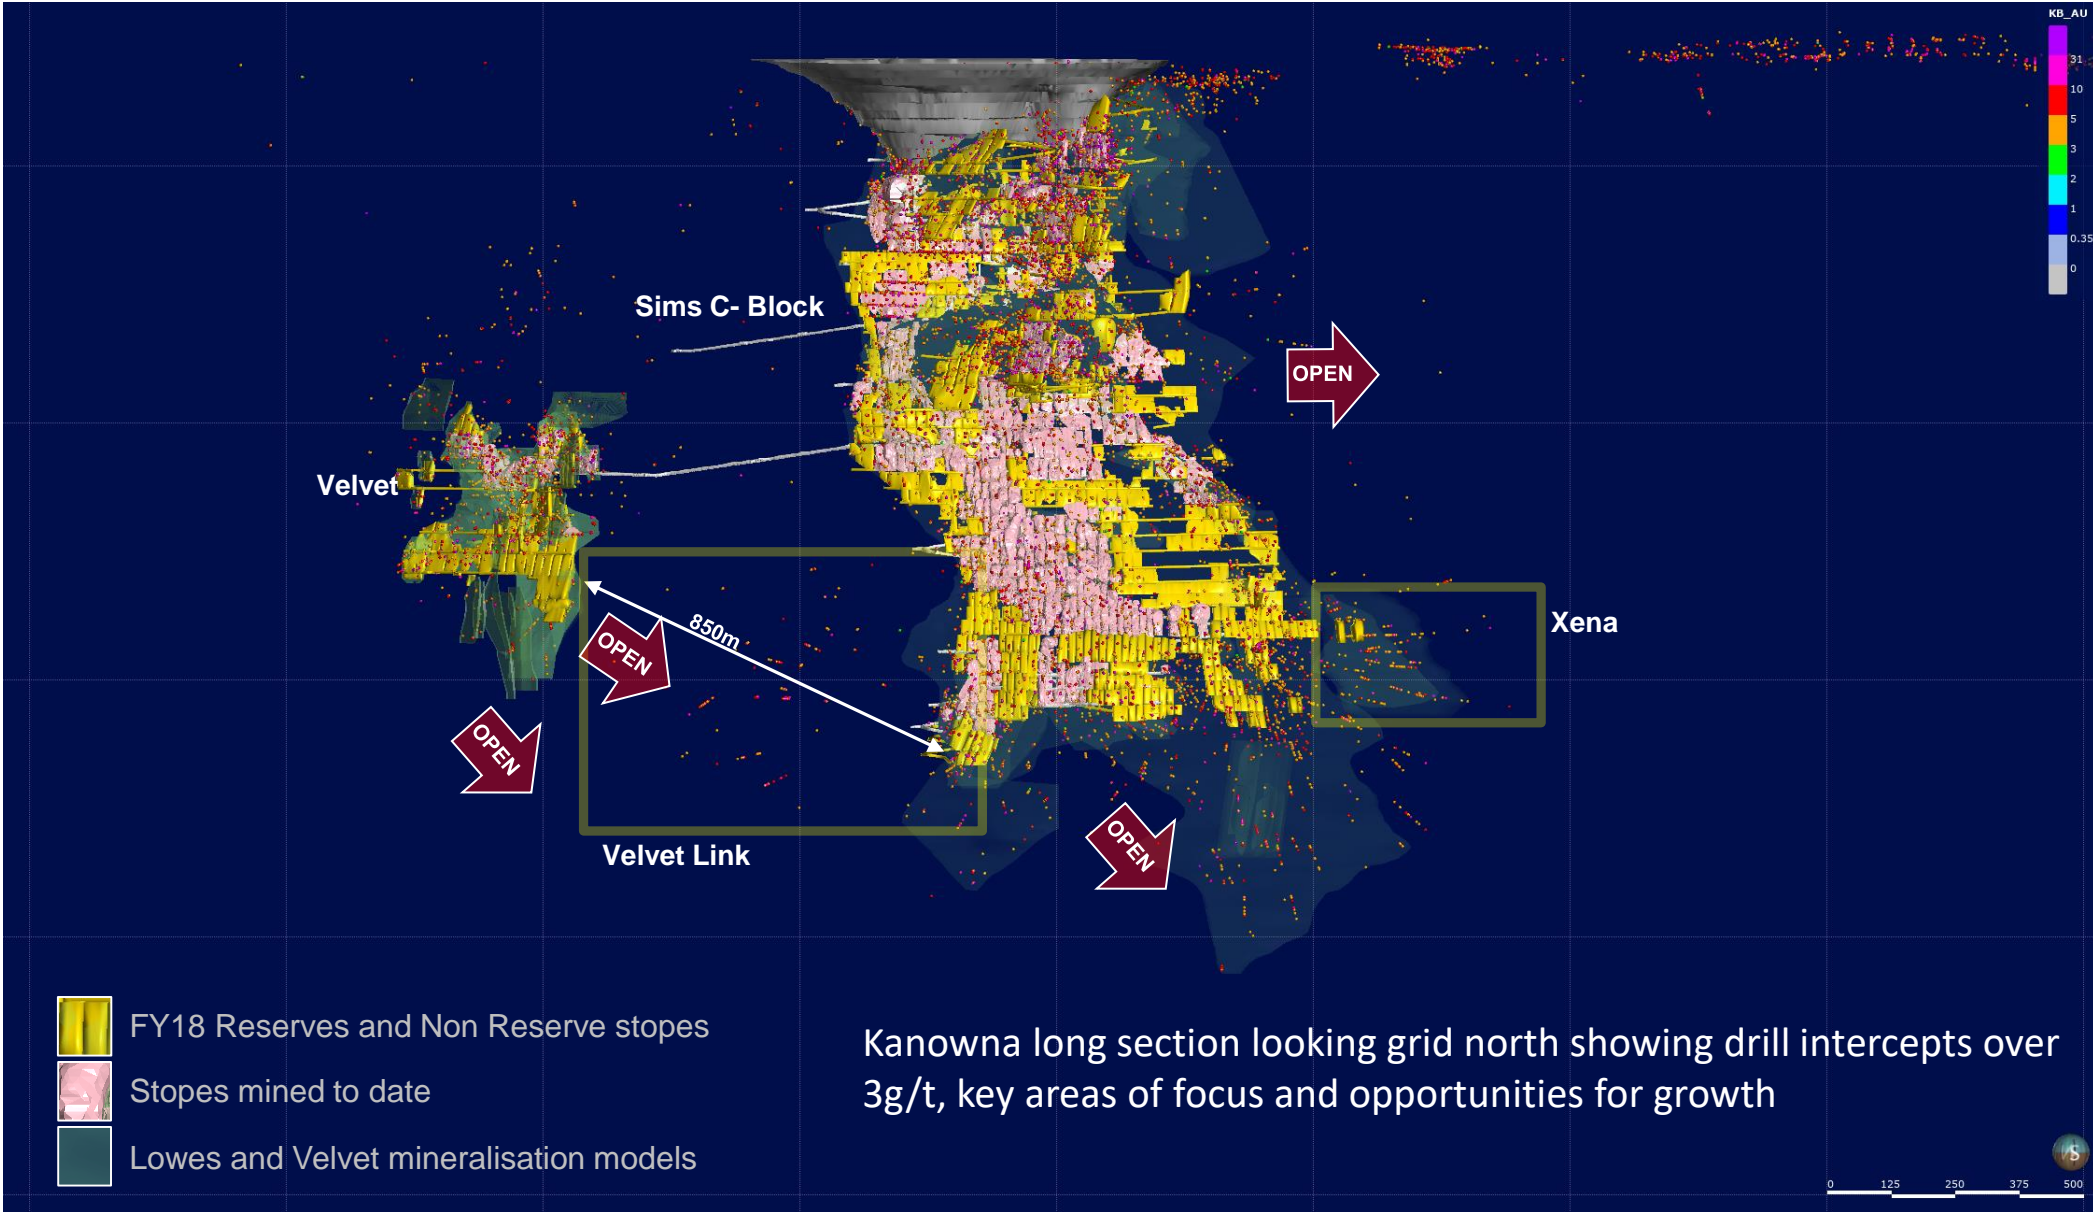 KB_AU
31
10
5
3
2
1
0.35
0
Sims C- Block
OPEN
Velvet
850m
OPEN
Xena
OPEN
OPEN
Velvet Link
FY18 Reserves and Non Reserve stopes
Stopes mined to date
Lowes and Velvet mineralisation models
Kanowna long section looking grid north showing drill intercepts over
3g/t, key areas of focus and opportunities for growth
S
0 125 250 375 500